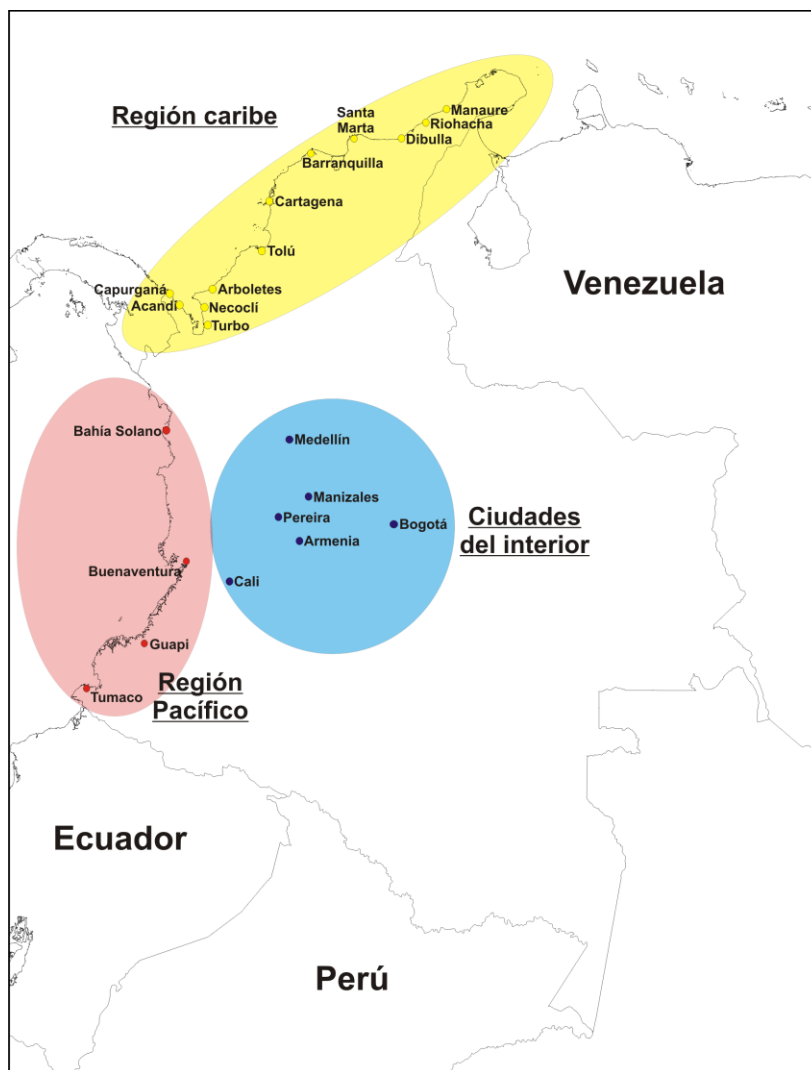 Región caribe
Santa
Marta
Manaure
Riohacha
Dibulla
Barranquilla
Cartagena
Tolú
Venezuela
Capurganá
Arboletes
Acandí
Necoclí
Turbo
Bahía Solano
Medellín
Manizales
Pereira
Bogotá
Armenia
Ciudades
del interior
Buenaventura
Cali
Guapi
Tumaco
Región
Pacífico
Ecuador
Perú